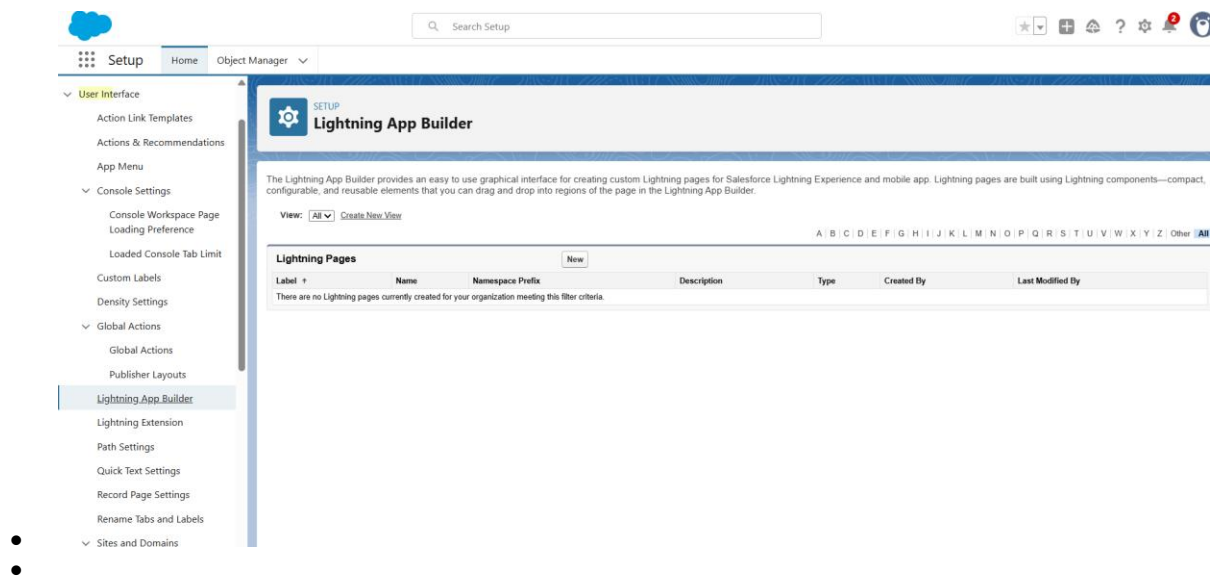 Search Setup
2
Setup
Home
Object Manager
User Interface
Action Link Templates
Actions & Recommendations
App Menu
Console Settings
Console Workspace Page
Loading Preference
Loaded Console Tab Limit
Custom Labels
Density Settings
Global Actions
Global Actions
Publisher Layouts
Lightning App Builder
Lightning Extension
Path Settings
Quick Text Settings
Record Page Settings
Rename Tabs and Labels
Sites and Domains
SETUP
Lightning App Builder
The Lightning App Builder provides an easy to use graphical interface for creating custom Lightning pages for Salesforce Lightning Experience and mobile app. Lightning pages are built using Lightning components—compact,
configurable, and reusable elements that you can drag and drop into regions of the page in the Lightning App Builder.
View: All Create New View
A | B | C | D | E | F | G | H | I | J | K | L | M | N | O | P | Q | R | S | T | U | V | W | X | Y | Z | Other All
Lightning Pages New
Label ↑ Name Namespace Prefix Description Type Created By Last Modified By
There are no Lightning pages currently created for your organization meeting this filter criteria.